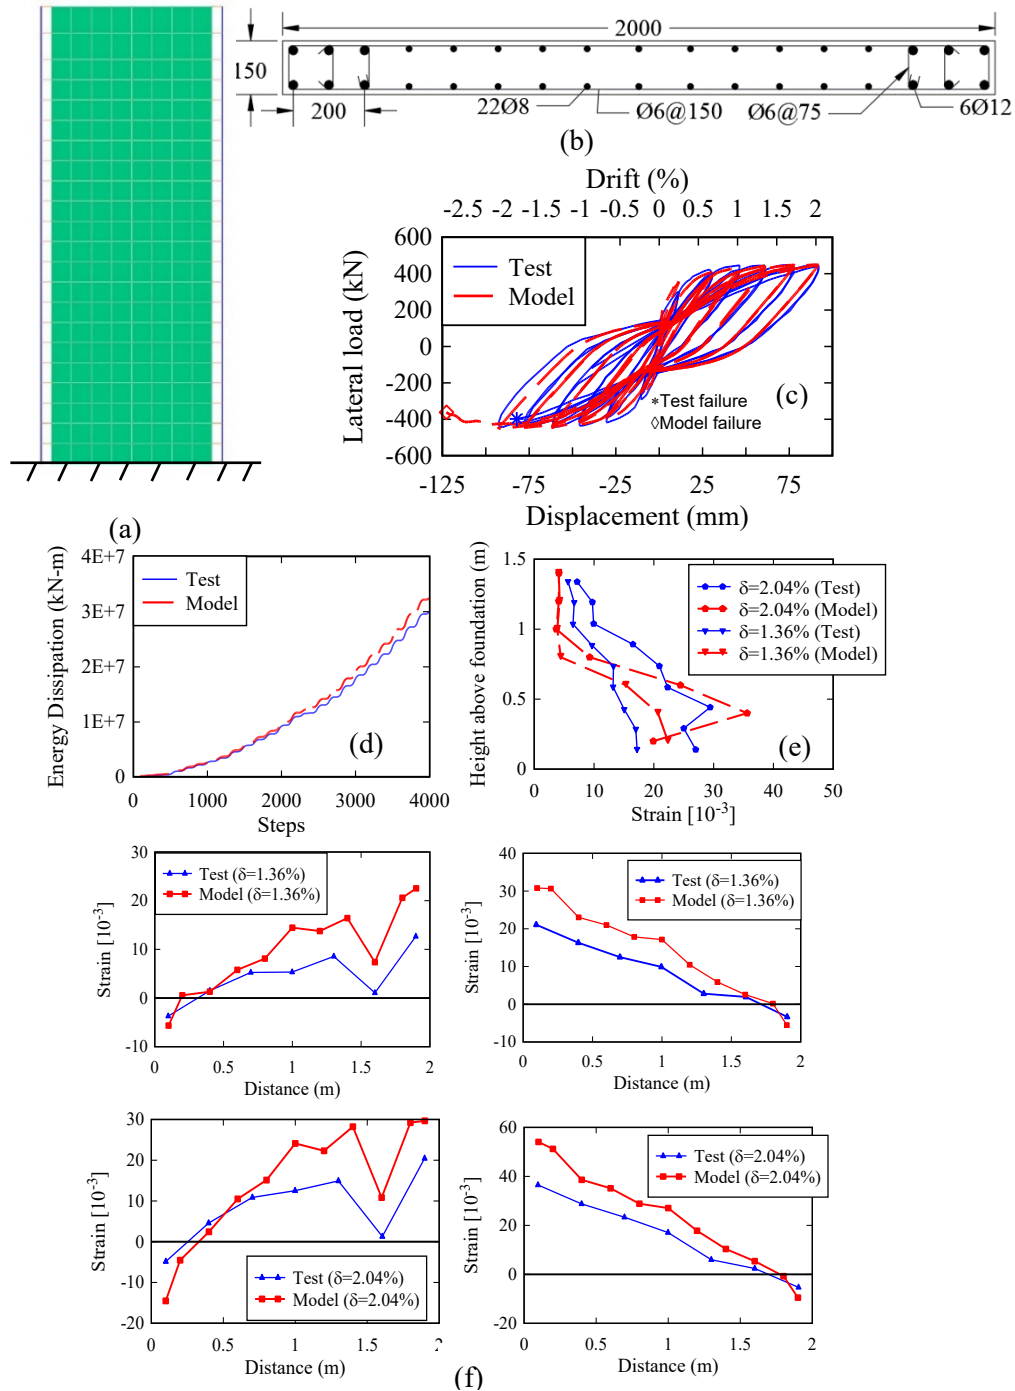 2000
150
200
22Ø8
Ø6@150
Ø6@75
6Ø12
(b)
(a)
Drift (%)
-2.5 -2 -1.5 -1 -0.5 0 0.5 1 1.5 2
Lateral load (kN)
600
400
200
0
-200
-400
-600
Test
Model
(c)
*Test failure
◊Model failure
-125 -75 -25 25 75
Displacement (mm)
Energy Dissipation (kN-m)
4E+7
3E+7
2E+7
1E+7
0
Test
Model
(d)
0 1000 2000 3000 4000
Steps
Height above foundation (m)
1.5
1
0.5
0
δ=2.04% (Test)
δ=2.04% (Model)
δ=1.36% (Test)
δ=1.36% (Model)
(e)
0 10 20 30 40 50
Strain [10⁻³]
Strain [10⁻³]
30
20
10
0
-10
Test (δ=1.36%)
Model (δ=1.36%)
0 0.5 1 1.5 2
Distance (m)
Strain [10⁻³]
40
30
20
10
0
-10
Test (δ=1.36%)
Model (δ=1.36%)
0 0.5 1 1.5 2
Distance (m)
Strain [10⁻³]
30
20
10
0
-10
-20
Test (δ=2.04%)
Model (δ=2.04%)
0 0.5 1 1.5 2
Distance (m)
Strain [10⁻³]
60
40
20
0
-20
Test (δ=2.04%)
Model (δ=2.04%)
0 0.5 1 1.5 2
Distance (m)
(f)